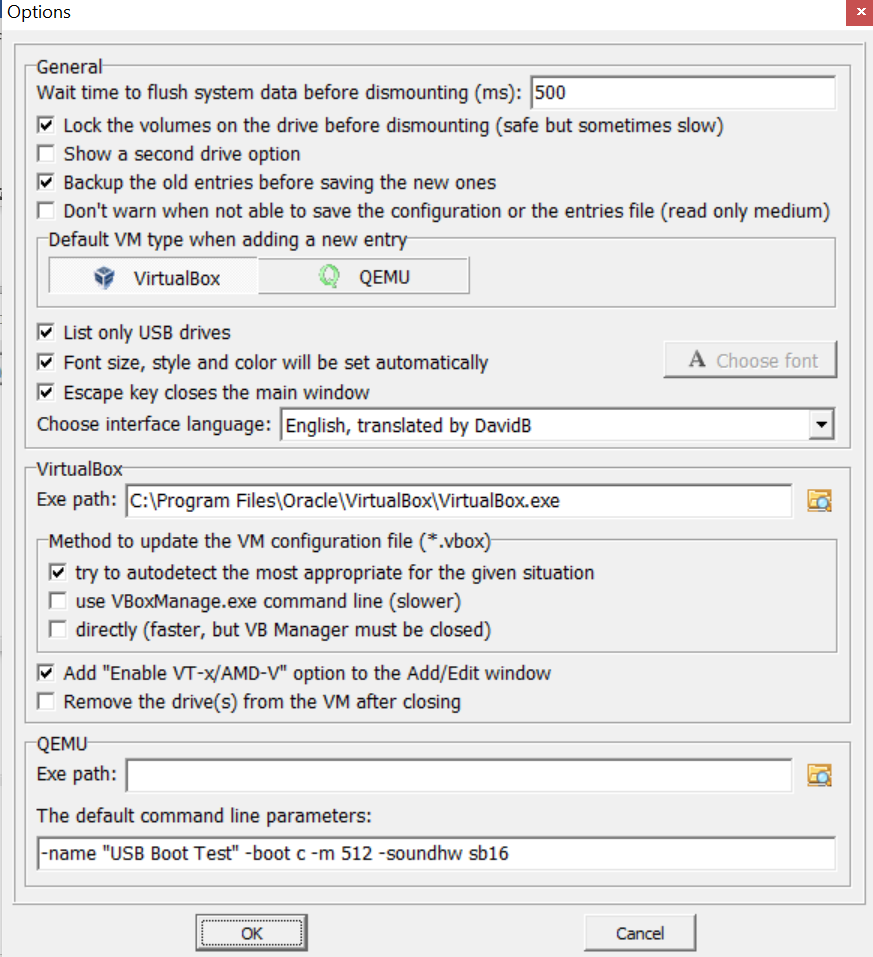 Options
General
Wait time to flush system data before dismounting (ms): 500
Lock the volumes on the drive before dismounting (safe but sometimes slow)
Show a second drive option
Backup the old entries before saving the new ones
Don't warn when not able to save the configuration or the entries file (read only medium)
Default VM type when adding a new entry
VirtualBox QEMU
List only USB drives
Font size, style and color will be set automatically
A Choose font
Escape key closes the main window
Choose interface language: English, translated by DavidB
VirtualBox
Exe path: C:\Program Files\Oracle\VirtualBox\VirtualBox.exe
Method to update the VM configuration file (*.vbox)
try to autodetect the most appropriate for the given situation
use VBoxManage.exe command line (slower)
directly (faster, but VB Manager must be closed)
Add "Enable VT-x/AMD-V" option to the Add/Edit window
Remove the drive(s) from the VM after closing
QEMU
Exe path:
The default command line parameters:
-name "USB Boot Test" -boot c -m 512 -soundhw sb16
OK Cancel